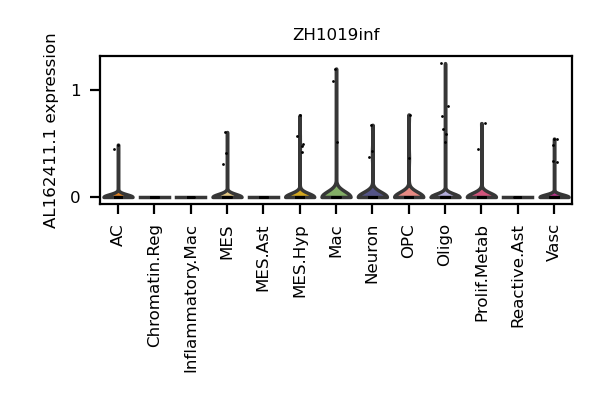 ZH1019inf
AL162411.1 expression
1
0
AC
Chromatin.Reg
Inflammatory.Mac
MES
MES.Ast
MES.Hyp
Mac
Neuron
OPC
Oligo
Prolif.Metab
Reactive.Ast
Vasc